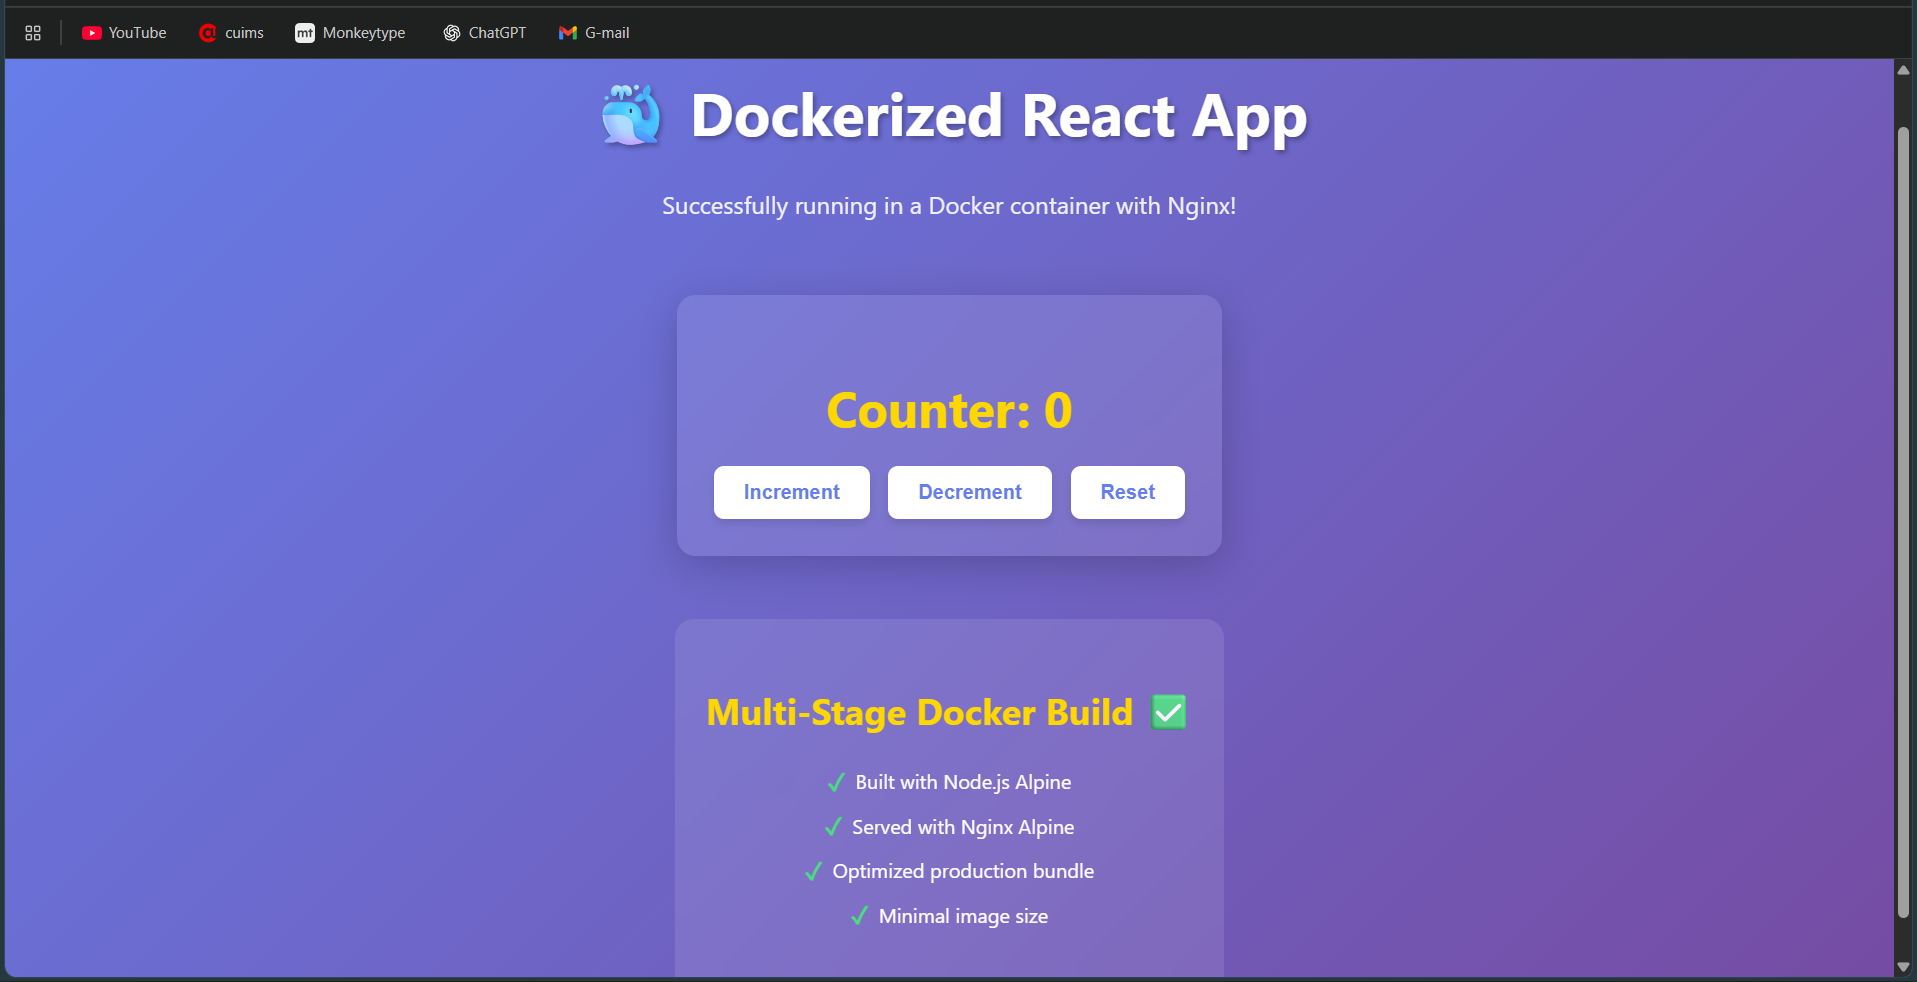 YouTube cuims mt Monkeytype ChatGPT G-mail
Dockerized React App
Successfully running in a Docker container with Nginx!
Counter: 0
Increment Decrement Reset
Multi-Stage Docker Build ✅
✓ Built with Node.js Alpine
✓ Served with Nginx Alpine
✓ Optimized production bundle
✓ Minimal image size